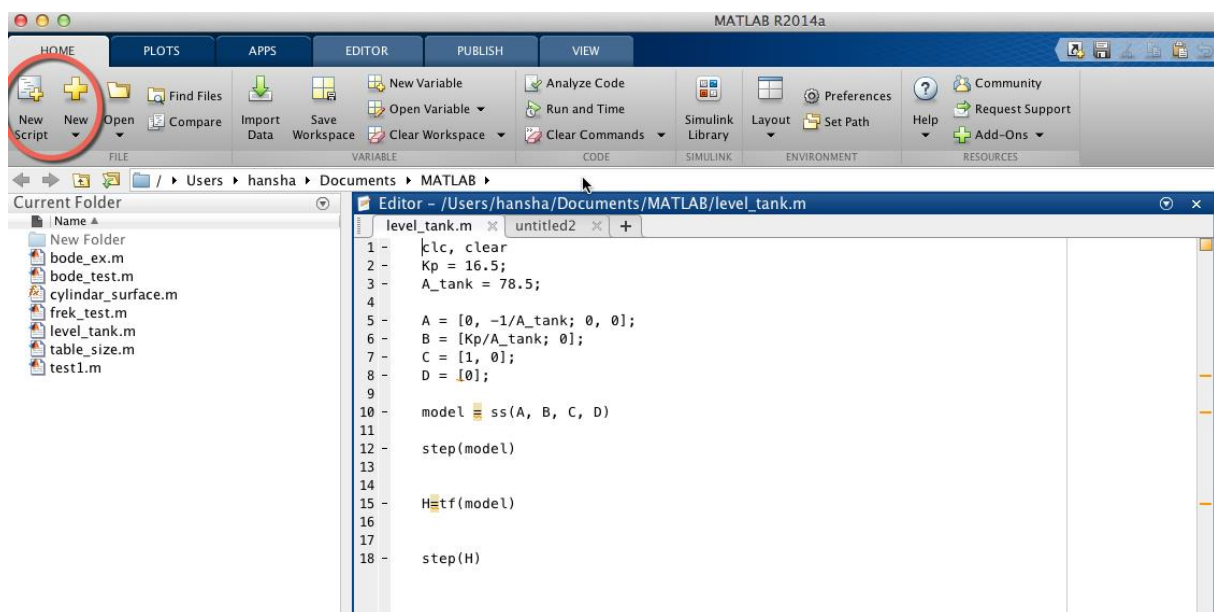 MATLAB R2014a
HOME PLOTS APPS EDITOR PUBLISH VIEW
New Script
New
Open
Find Files
Compare
Import Data
Save Workspace
New Variable
Open Variable
Clear Workspace
Analyze Code
Run and Time
Clear Commands
Simulink Library
Layout
Preferences
Set Path
Help
Community
Request Support
Add-Ons
FILE VARIABLE CODE SIMULINK ENVIRONMENT RESOURCES
/ Users hansha Documents MATLAB
Current Folder
Name
New Folder
bode_ex.m
bode_test.m
cylindar_surface.m
frek_test.m
level_tank.m
table_size.m
test1.m
Editor – /Users/hansha/Documents/MATLAB/level_tank.m
level_tank.m untitled2 +
1 - clc, clear
2 - Kp = 16.5;
3 - A_tank = 78.5;
4
5 - A = [0, -1/A_tank; 0, 0];
6 - B = [Kp/A_tank; 0];
7 - C = [1, 0];
8 - D = [0];
9
10 - model = ss(A, B, C, D)
11
12 - step(model)
13
14
15 - H=tf(model)
16
17
18 - step(H)